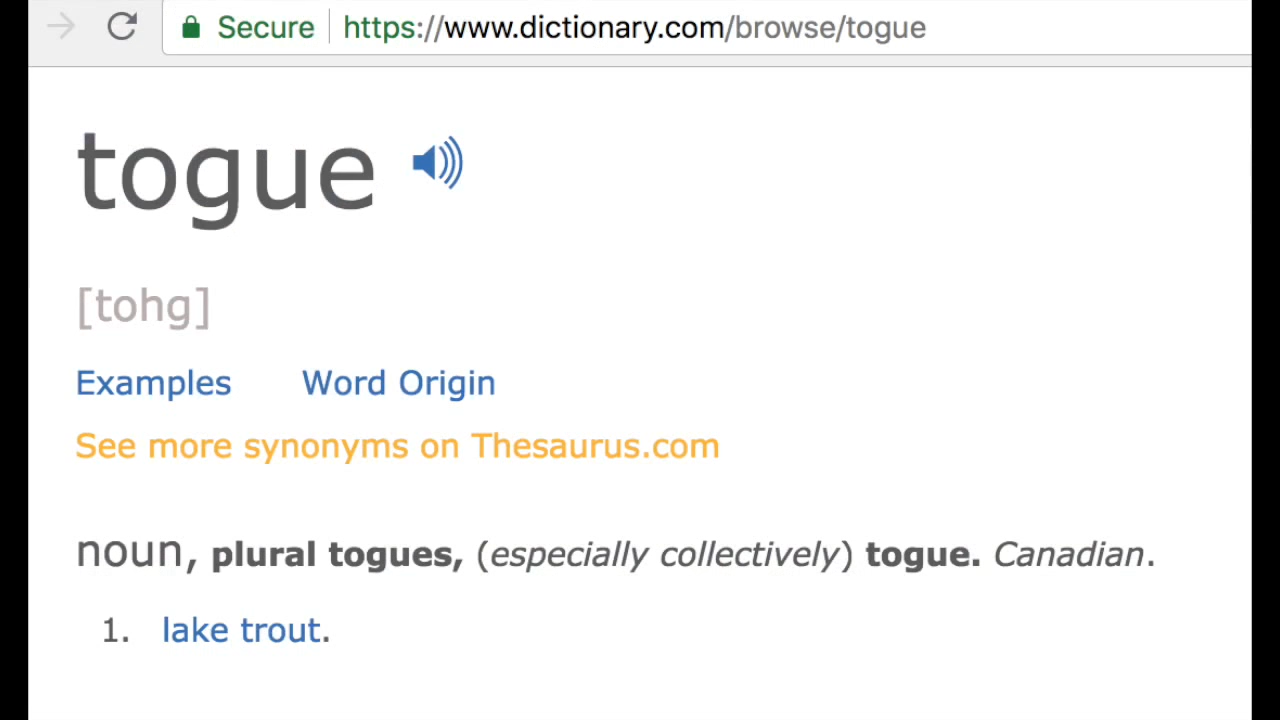 Secure https://www.dictionary.com/browse/togue
togue
[tohg]
Examples Word Origin
See more synonyms on Thesaurus.com
noun, plural togues, (especially collectively) togue. Canadian.
1. lake trout.